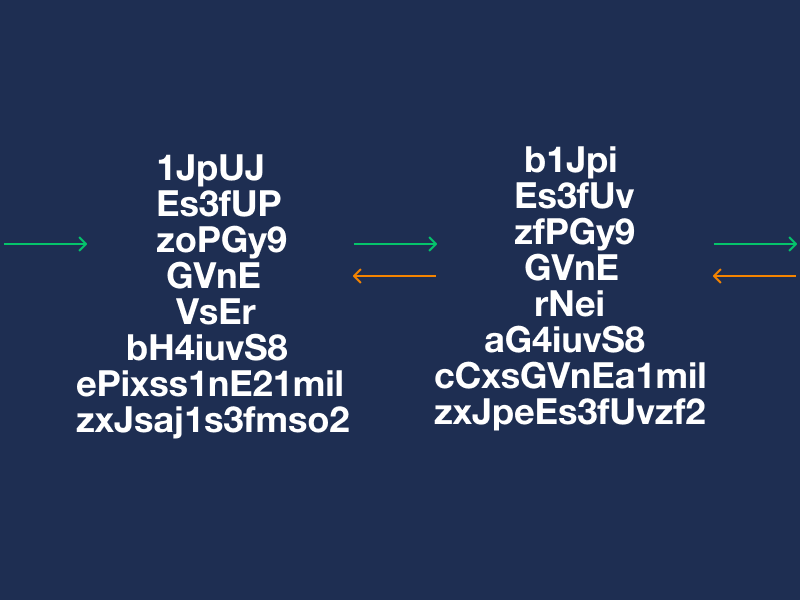 1JpUJ
Es3fUP
zoPGy9
GVnE
VsEr
bH4iuvS8
ePixss1nE21mil
zxJsaj1s3fmso2
b1Jpi
Es3fUv
zfPGy9
GVnE
rNei
aG4iuvS8
cCxsGVnEa1mil
zxJpeEs3fUvzf2